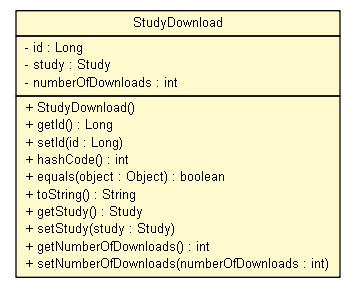 StudyDownload
- id : Long
- study : Study
- numberOfDownloads : int
+ StudyDownload()
+ getId() : Long
+ setId(id : Long)
+ hashCode() : int
+ equals(object : Object) : boolean
+ toString() : String
+ getStudy() : Study
+ setStudy(study : Study)
+ getNumberOfDownloads() : int
+ setNumberOfDownloads(numberOfDownloads : int)